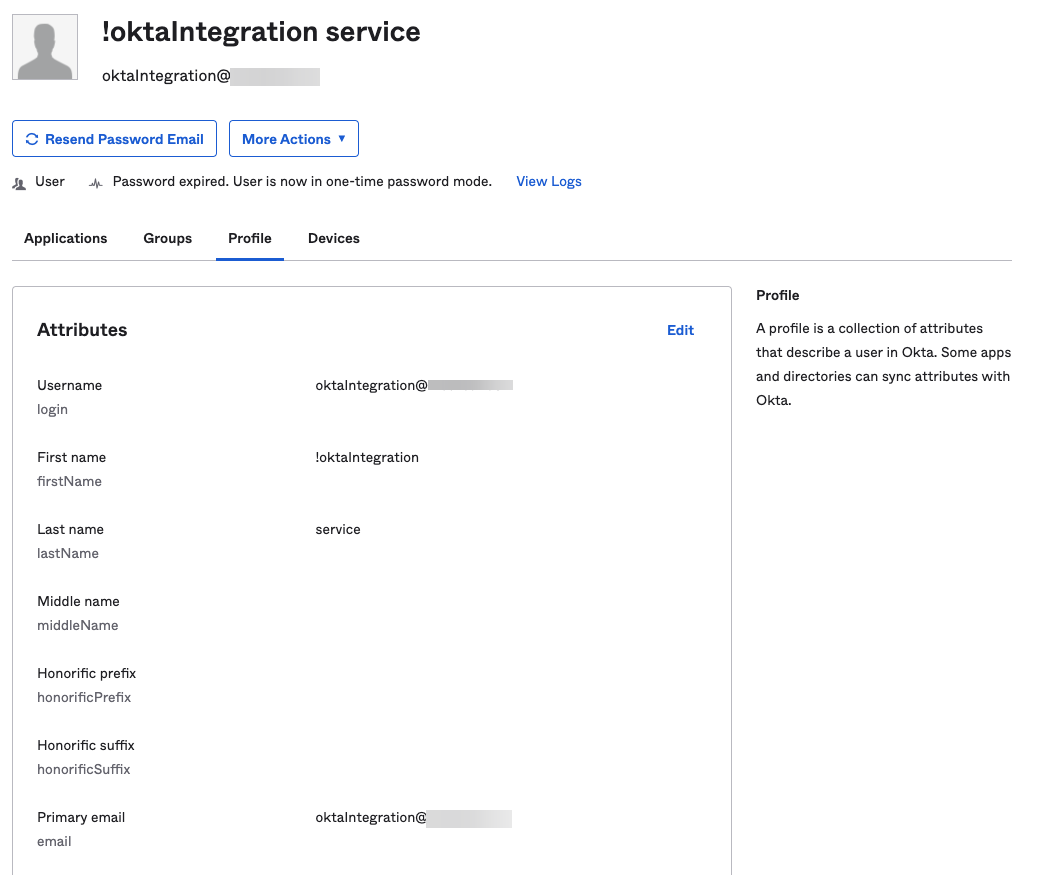 !oktaIntegration service
oktaIntegration@
Resend Password Email
More Actions ▼
User
Password expired. User is now in one-time password mode.
View Logs
Applications
Groups
Profile
Devices
Attributes
Edit
Username
oktaIntegration@
login
First name
!oktaIntegration
firstName
Last name
service
lastName
Middle name
middleName
Honorific prefix
honorificPrefix
Honorific suffix
honorificSuffix
Primary email
oktaIntegration@
email
Profile
A profile is a collection of attributes
that describe a user in Okta. Some apps
and directories can sync attributes with
Okta.